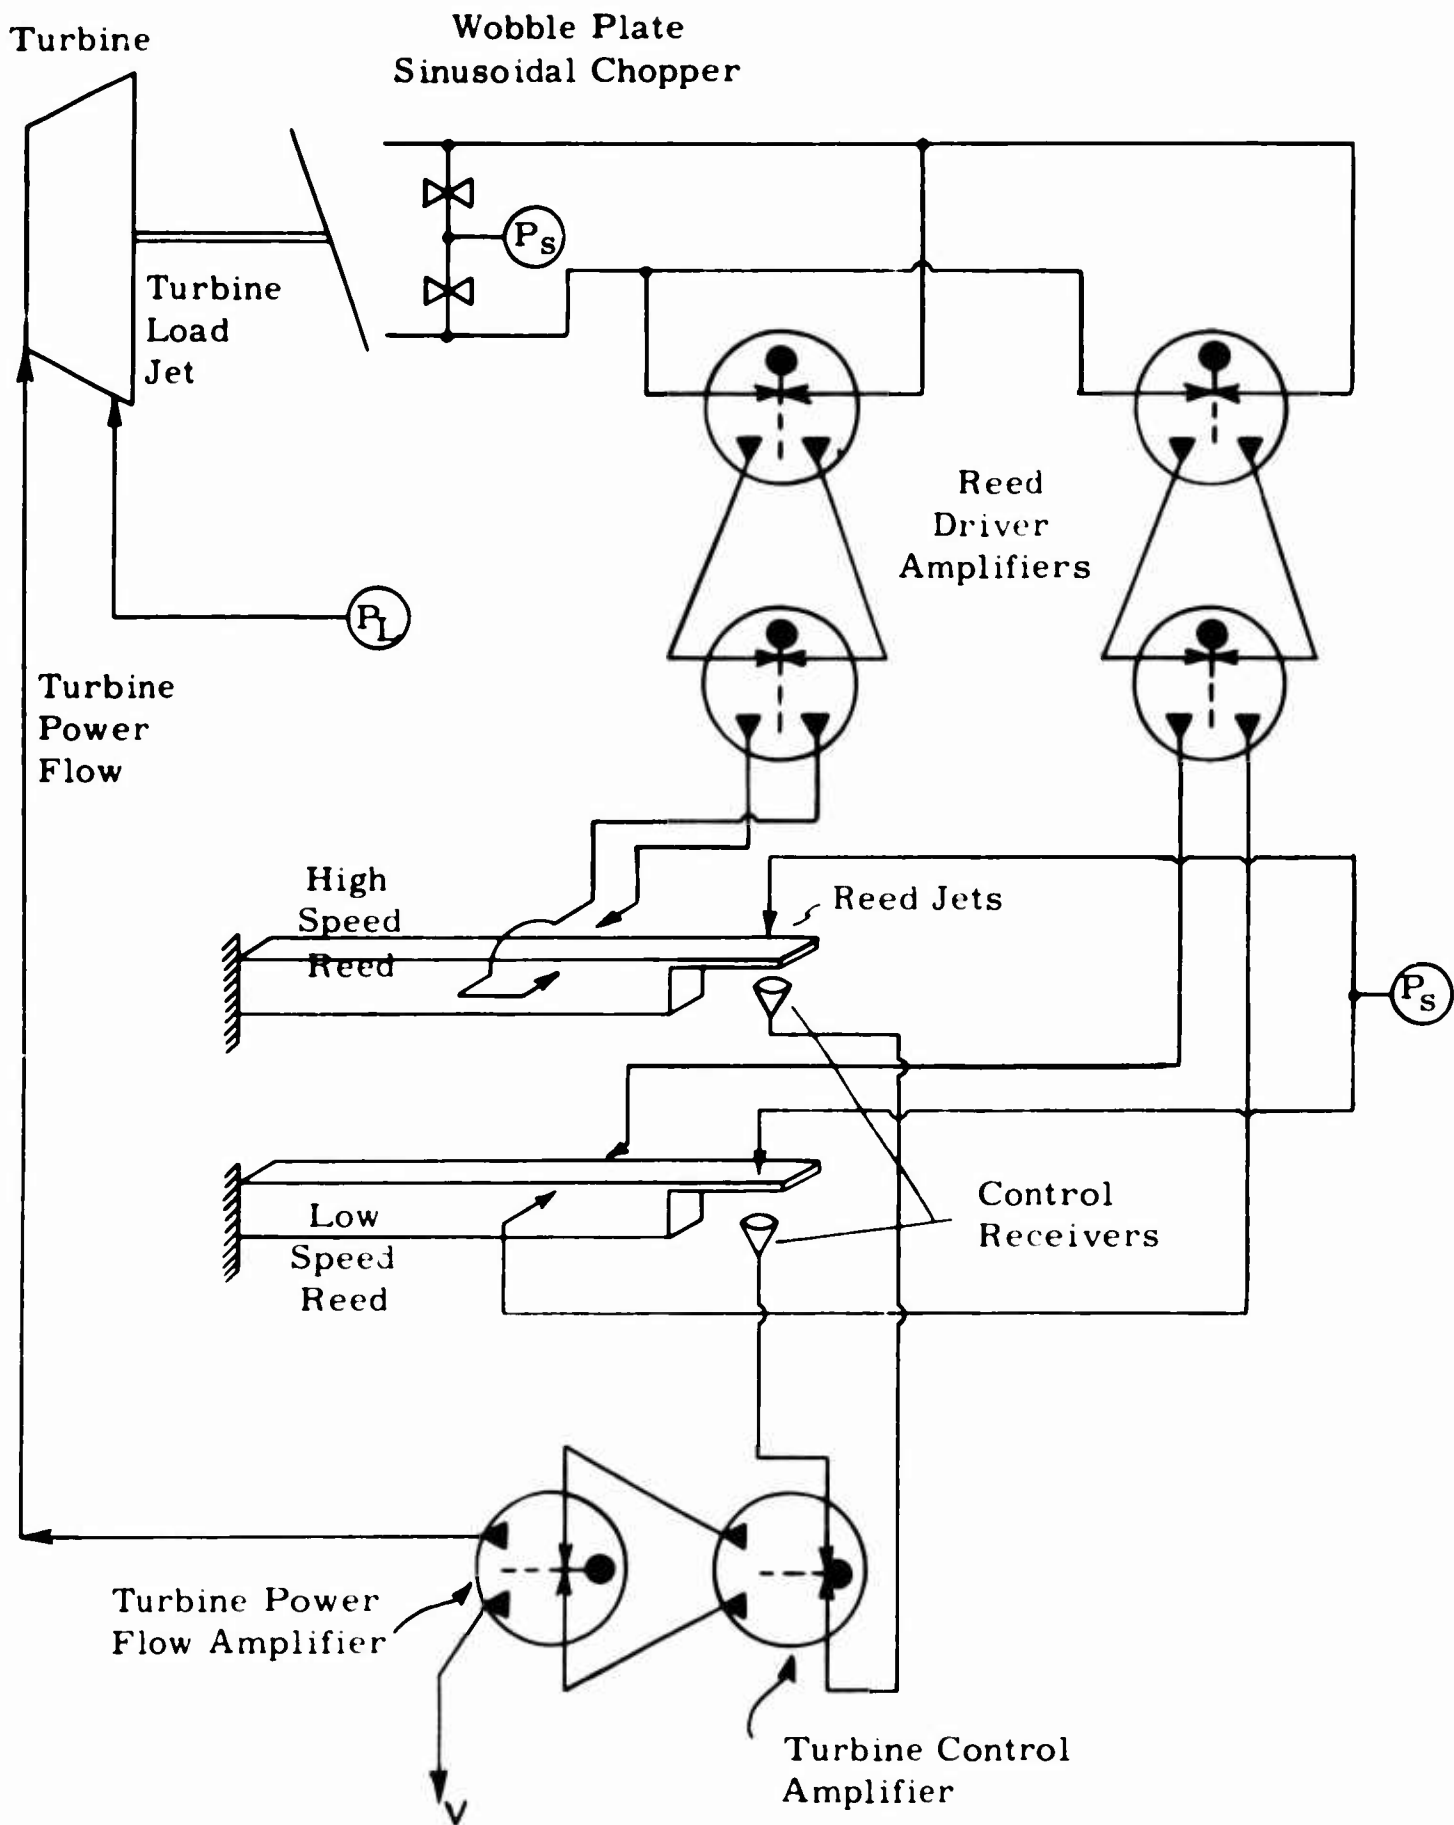 Turbine
Wobble Plate
Sinusoidal Chopper
Ps
Turbine
Load
Jet
Reed
Driver
Amplifiers
PL
Turbine
Power
Flow
High
Speed
Reed
Reed Jets
Ps
Control
Receivers
Low
Speed
Reed
Turbine Power
Flow Amplifier
Turbine Control
Amplifier
V